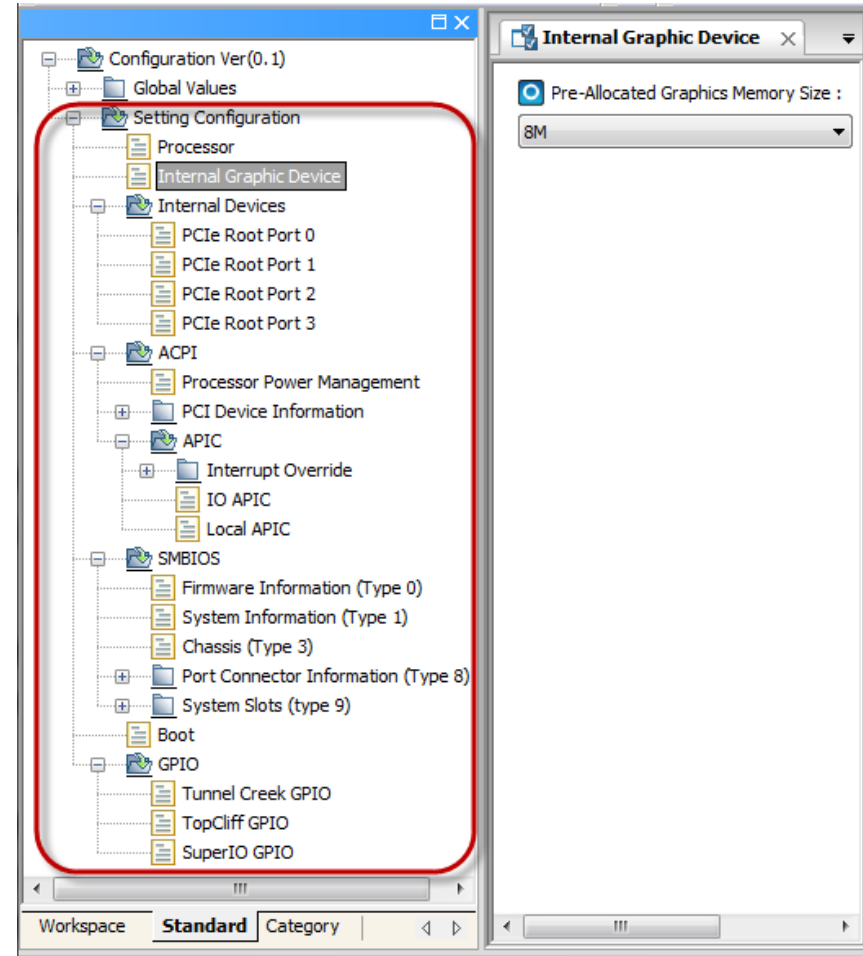 Configuration Ver(0.1)
Global Values
Setting Configuration
Processor
Internal Graphic Device
Internal Devices
PCIe Root Port 0
PCIe Root Port 1
PCIe Root Port 2
PCIe Root Port 3
ACPI
Processor Power Management
PCI Device Information
APIC
Interrupt Override
IO APIC
Local APIC
SMBIOS
Firmware Information (Type 0)
System Information (Type 1)
Chassis (Type 3)
Port Connector Information (Type 8)
System Slots (type 9)
Boot
GPIO
Tunnel Creek GPIO
TopCliff GPIO
SuperIO GPIO
Workspace Standard Category
Internal Graphic Device
Pre-Allocated Graphics Memory Size :
8M